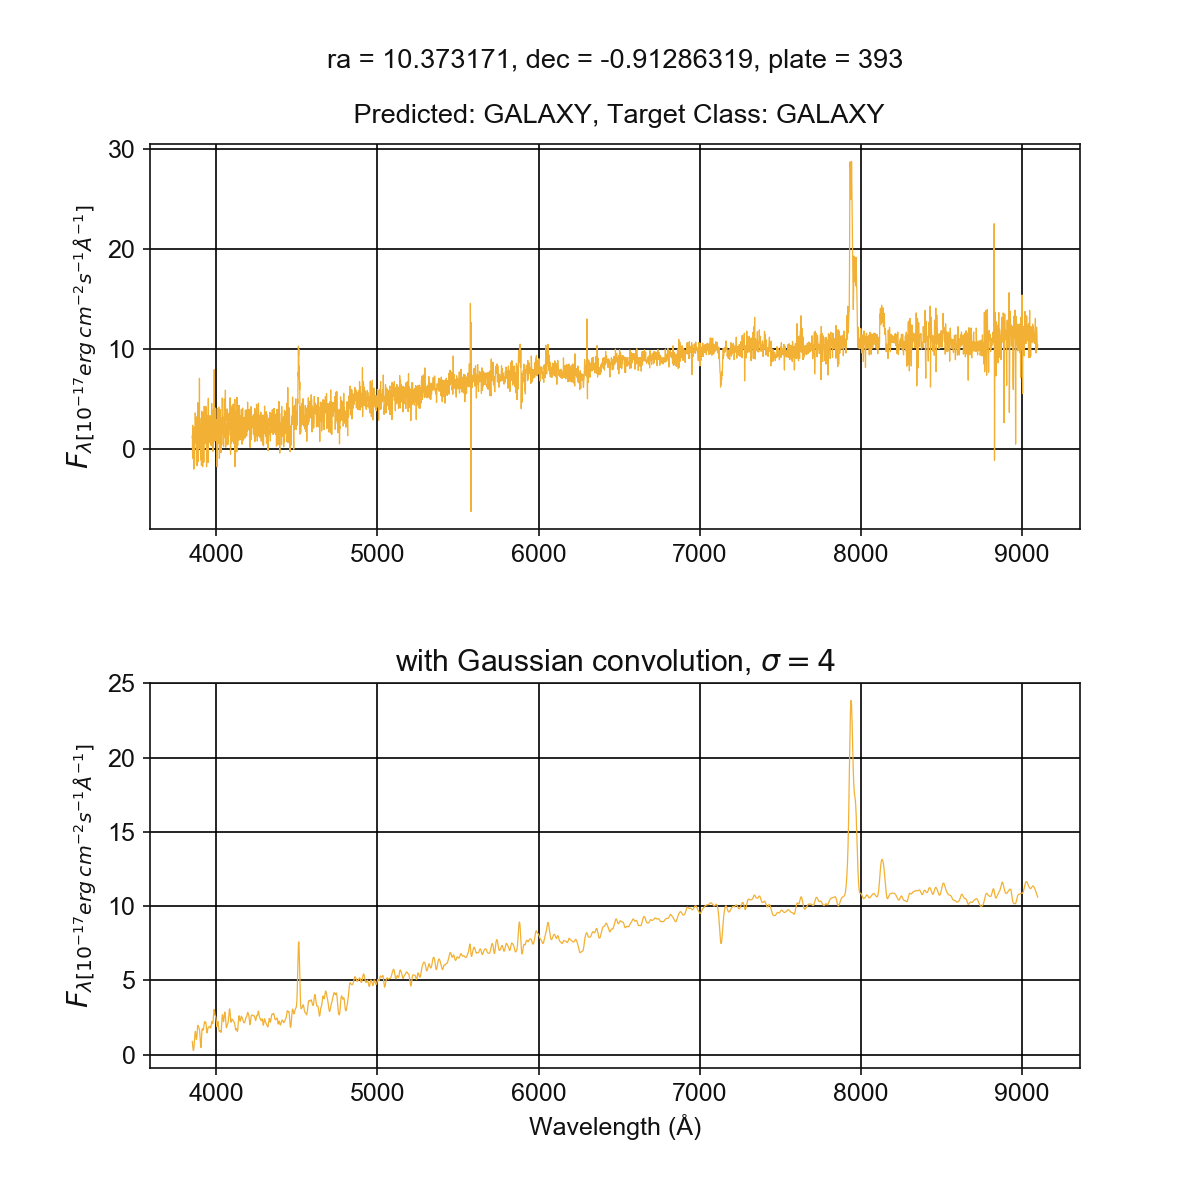 ra = 10.373171, dec = -0.91286319, plate = 393
Predicted: GALAXY, Target Class: GALAXY
30
20
10
0
F_λ[10^{-17} erg cm^{-2} s^{-1} Å^{-1}]
4000 5000 6000 7000 8000 9000
with Gaussian convolution, σ = 4
25
20
15
10
5
0
F_λ[10^{-17} erg cm^{-2} s^{-1} Å^{-1}]
4000 5000 6000 7000 8000 9000
Wavelength (Å)